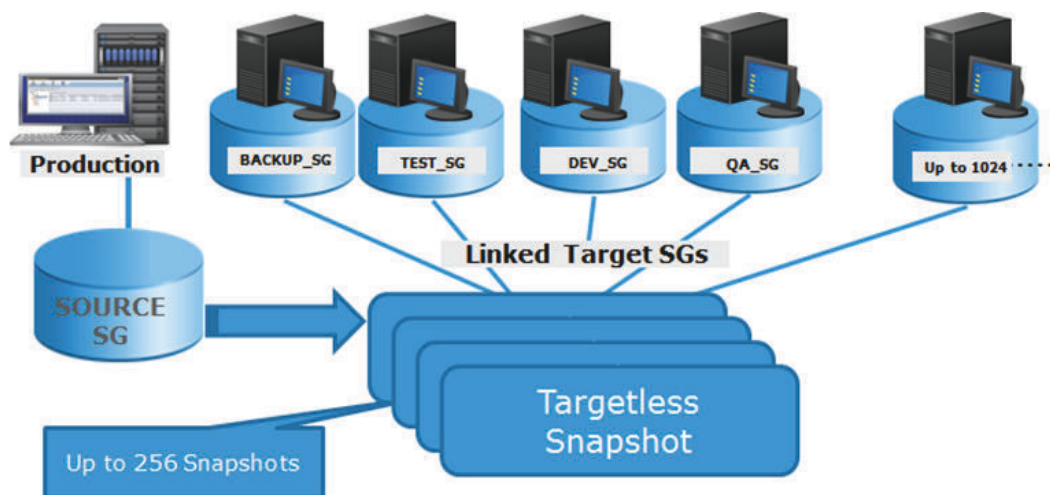 Production
BACKUP_SG
TEST_SG
DEV_SG
QA_SG
Up to 1024
Linked Target SGs
SOURCE
SG
Targetless
Snapshot
Up to 256 Snapshots